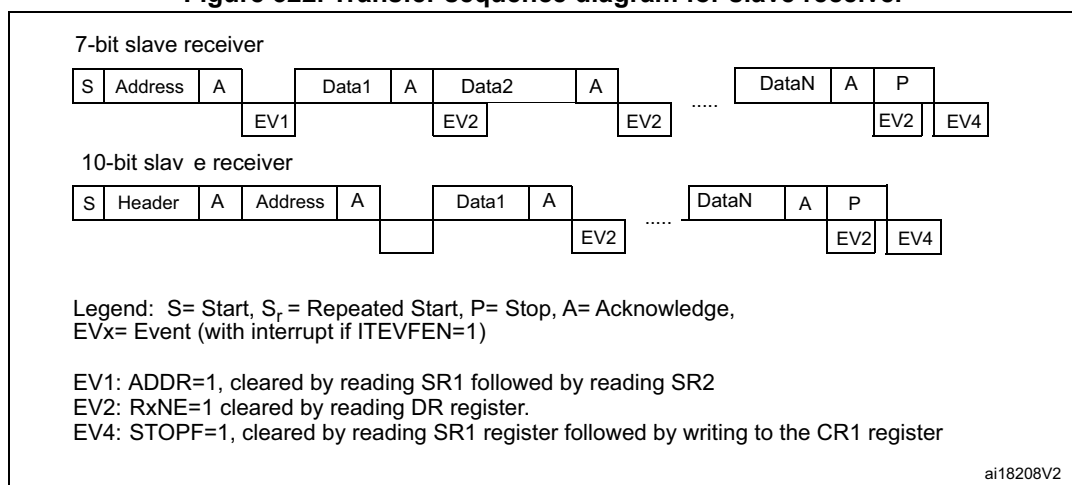 7-bit slave receiver
S Address A Data1 A Data2 A ..... DataN A P
EV1 EV2 EV2 EV2 EV4
10-bit slav e receiver
S Header A Address A Data1 A ..... DataN A P
EV2 EV2 EV4
Legend: S= Start, Sr = Repeated Start, P= Stop, A= Acknowledge,
EVx= Event (with interrupt if ITEVFEN=1)
EV1: ADDR=1, cleared by reading SR1 followed by reading SR2
EV2: RxNE=1 cleared by reading DR register.
EV4: STOPF=1, cleared by reading SR1 register followed by writing to the CR1 register
ai18208V2